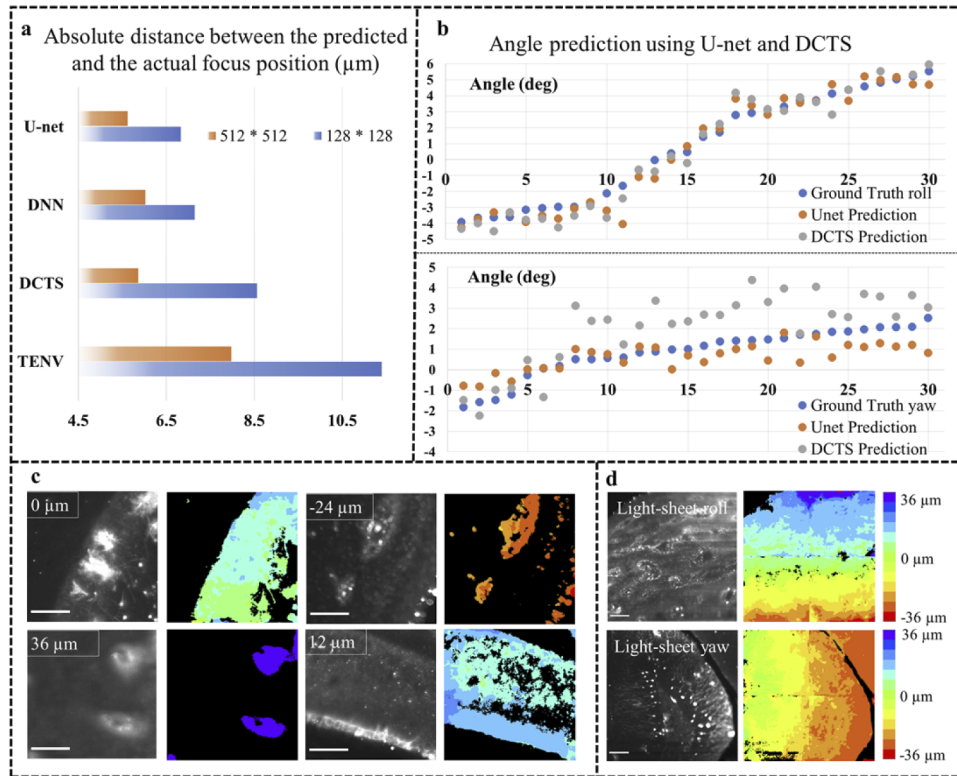 a
Absolute distance between the predicted
and the actual focus position (µm)
U-net
512 * 512
128 * 128
DNN
DCTS
TENV
4.5
6.5
8.5
10.5
b
Angle prediction using U-net and DCTS
Angle (deg)
6
5
4
3
2
1
0
-1
-2
-3
-4
-5
0
5
10
15
20
25
30
Ground Truth roll
Unet Prediction
DCTS Prediction
Angle (deg)
5
4
3
2
1
0
-1
-2
-3
-4
0
5
10
15
20
25
30
Ground Truth yaw
Unet Prediction
DCTS Prediction
c
0 µm
-24 µm
36 µm
12 µm
d
Light-sheet roll
36 µm
0 µm
-36 µm
Light-sheet yaw
36 µm
0 µm
-36 µm